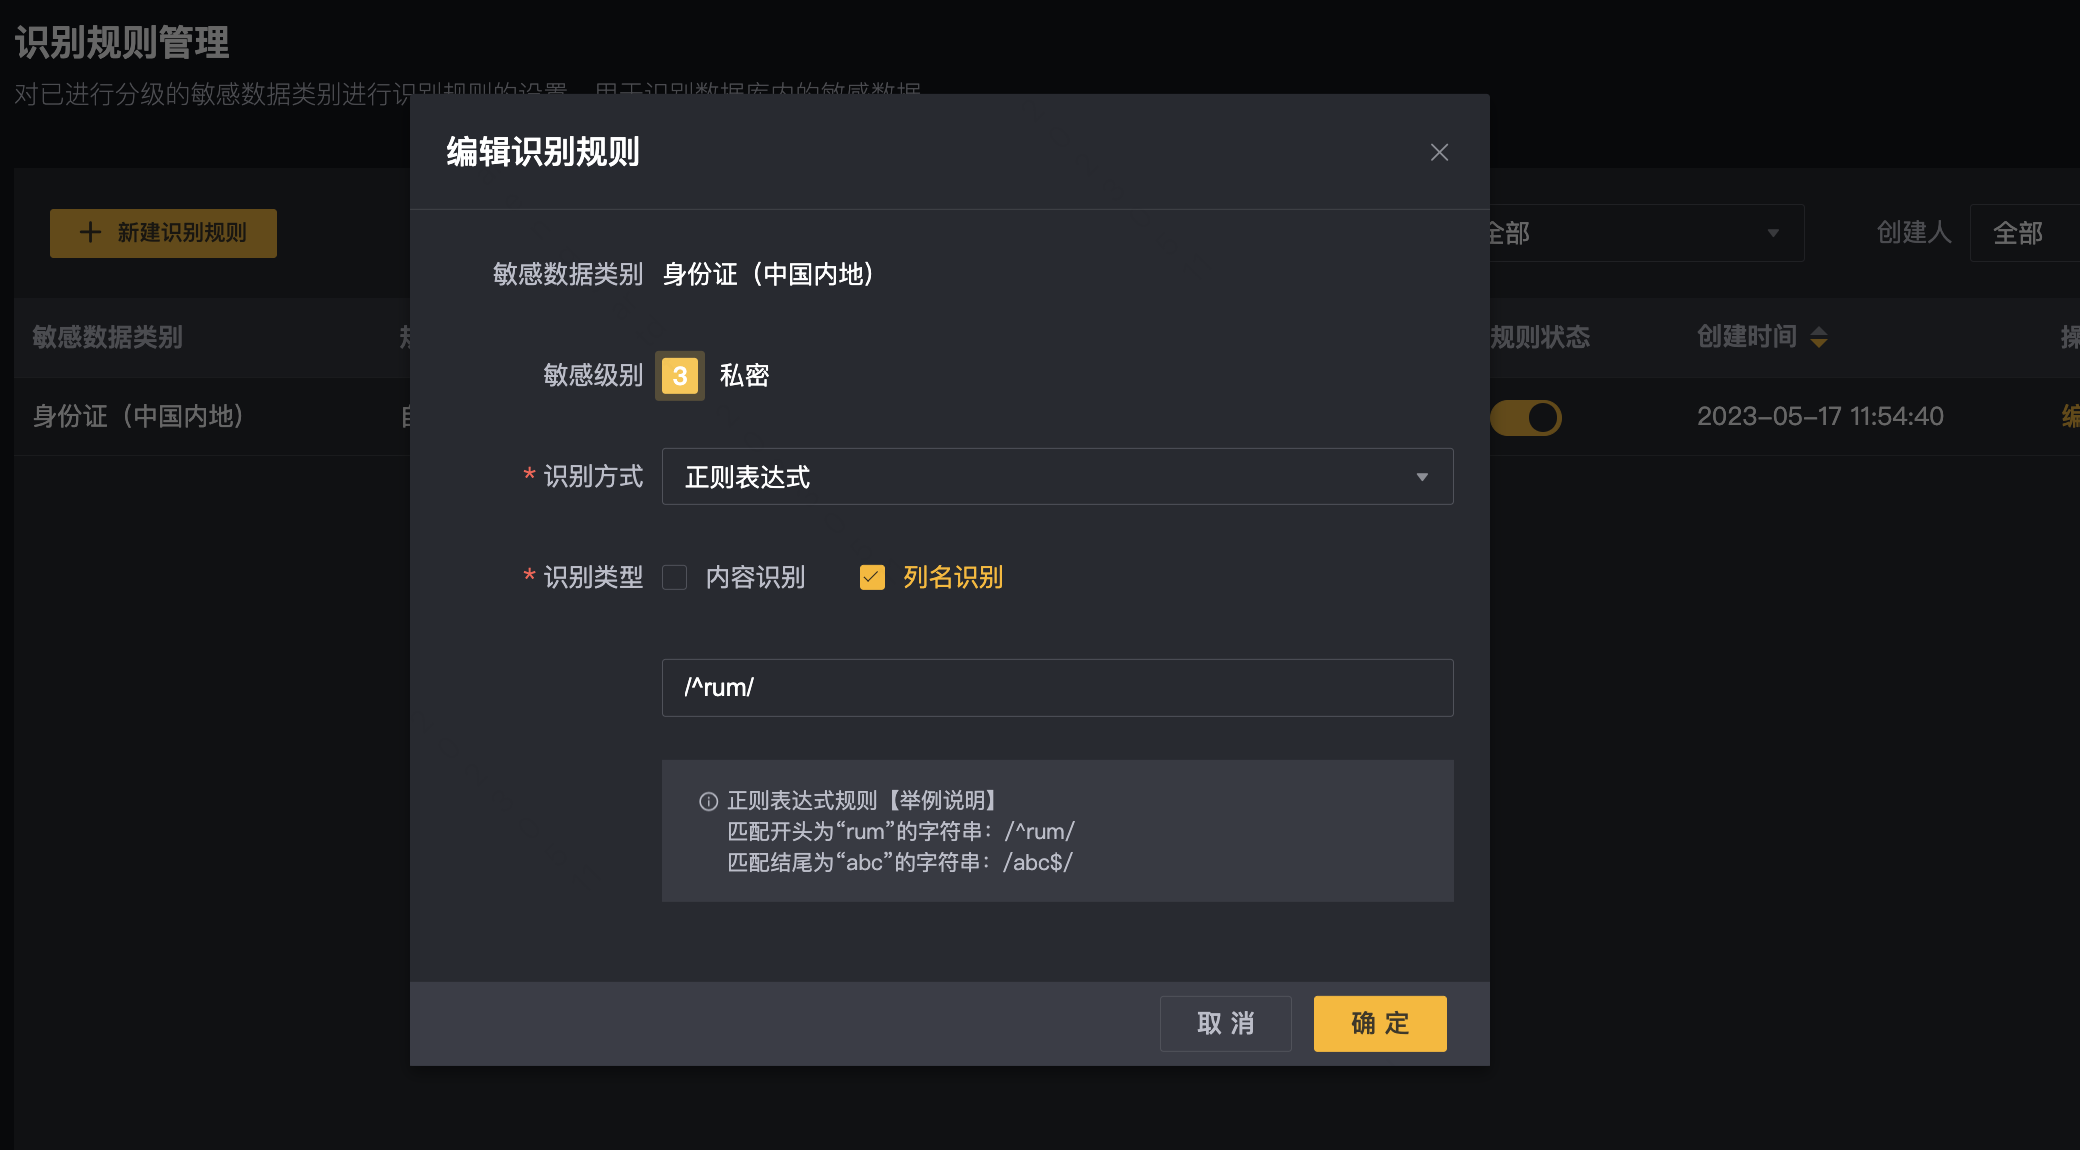 识别规则管理
对已进行分级的敏感数据类别进行识别规则的设置，用于识别数据库内的敏感数据
编辑识别规则
新建识别规则
全部
创建人
全部
敏感数据类别 身份证（中国内地）
敏感数据类别
规则状态
创建时间
敏感级别 3 私密
身份证（中国内地）
2023-05-17 11:54:40
* 识别方式 正则表达式
* 识别类型 内容识别 列名识别
/^rum/
正则表达式规则【举例说明】
匹配开头为“rum”的字符串：/^rum/
匹配结尾为“abc”的字符串：/abc$/
取 消
确 定